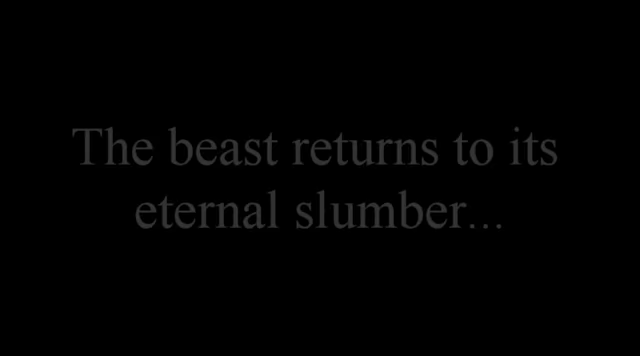 The beast returns to its
eternal slumber...